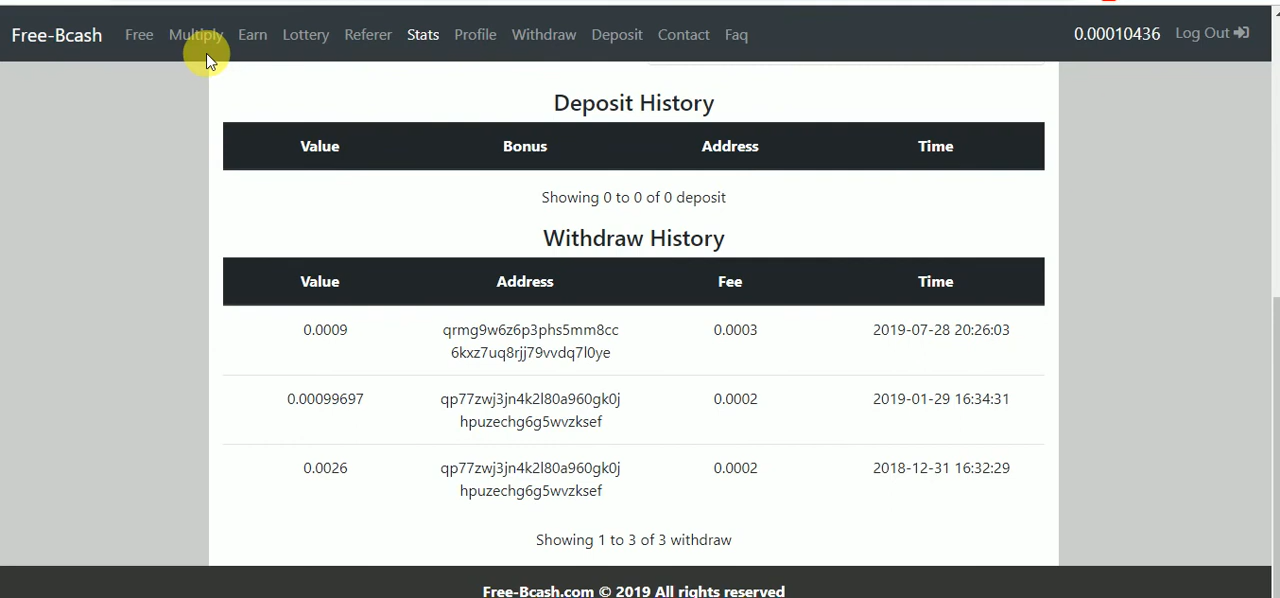 Free-Bcash Free Multiply Earn Lottery Referer Stats Profile Withdraw Deposit Contact Faq 0.00010436 Log Out
Deposit History
Value Bonus Address Time
Showing 0 to 0 of 0 deposit
Withdraw History
Value Address Fee Time
0.0009 qrmg9w6z6p3phs5mm8cc 0.0003 2019-07-28 20:26:03
6kxz7uq8rjj79vvdq7l0ye
0.00099697 qp77zwj3jn4k2l80a960gk0j 0.0002 2019-01-29 16:34:31
hpuzechg6g5wvzksef
0.0026 qp77zwj3jn4k2l80a960gk0j 0.0002 2018-12-31 16:32:29
hpuzechg6g5wvzksef
Showing 1 to 3 of 3 withdraw
Free-Bcash.com © 2019 All rights reserved